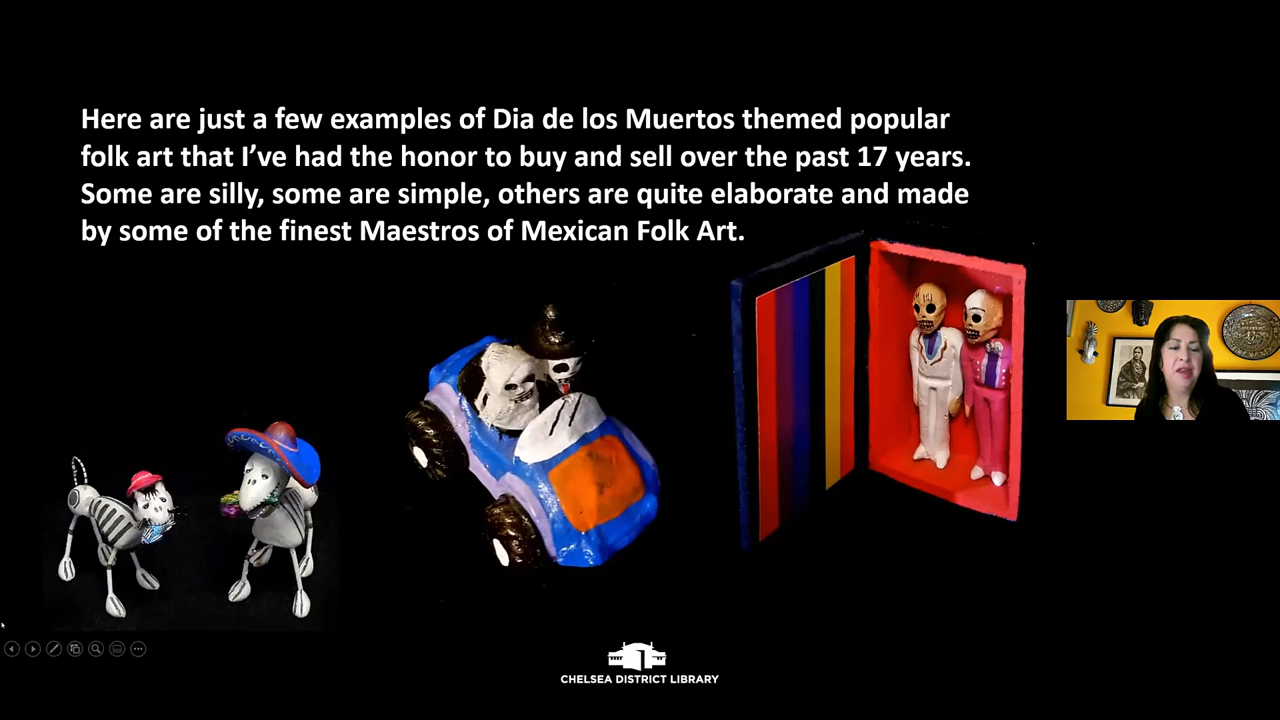 Here are just a few examples of Dia de los Muertos themed popular
folk art that I've had the honor to buy and sell over the past 17 years.
Some are silly, some are simple, others are quite elaborate and made
by some of the finest Maestros of Mexican Folk Art.
CHELSEA DISTRICT LIBRARY